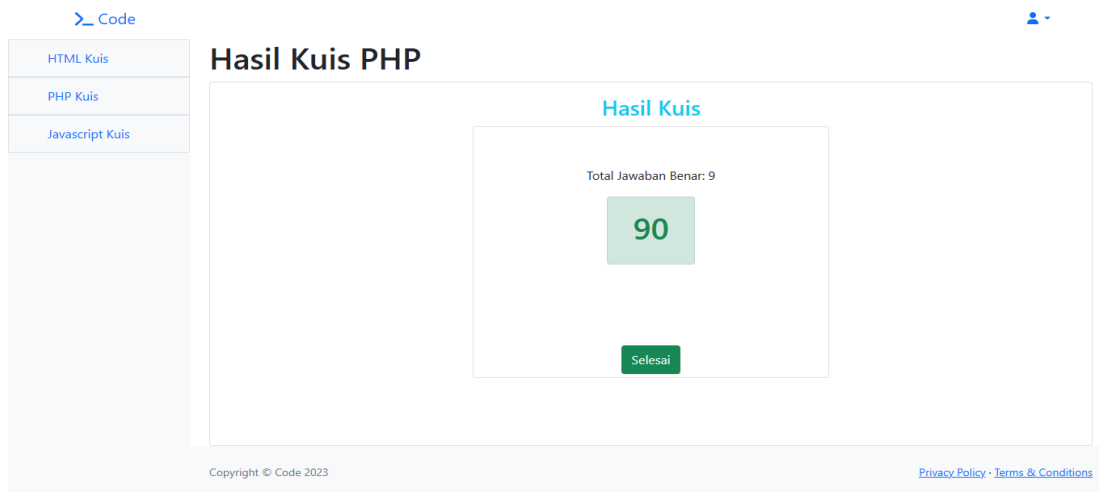 Code
HTML Kuis
PHP Kuis
Javascript Kuis
Hasil Kuis PHP
Hasil Kuis
Total Jawaban Benar: 9
90
Selesai
Copyright © Code 2023
Privacy Policy · Terms & Conditions